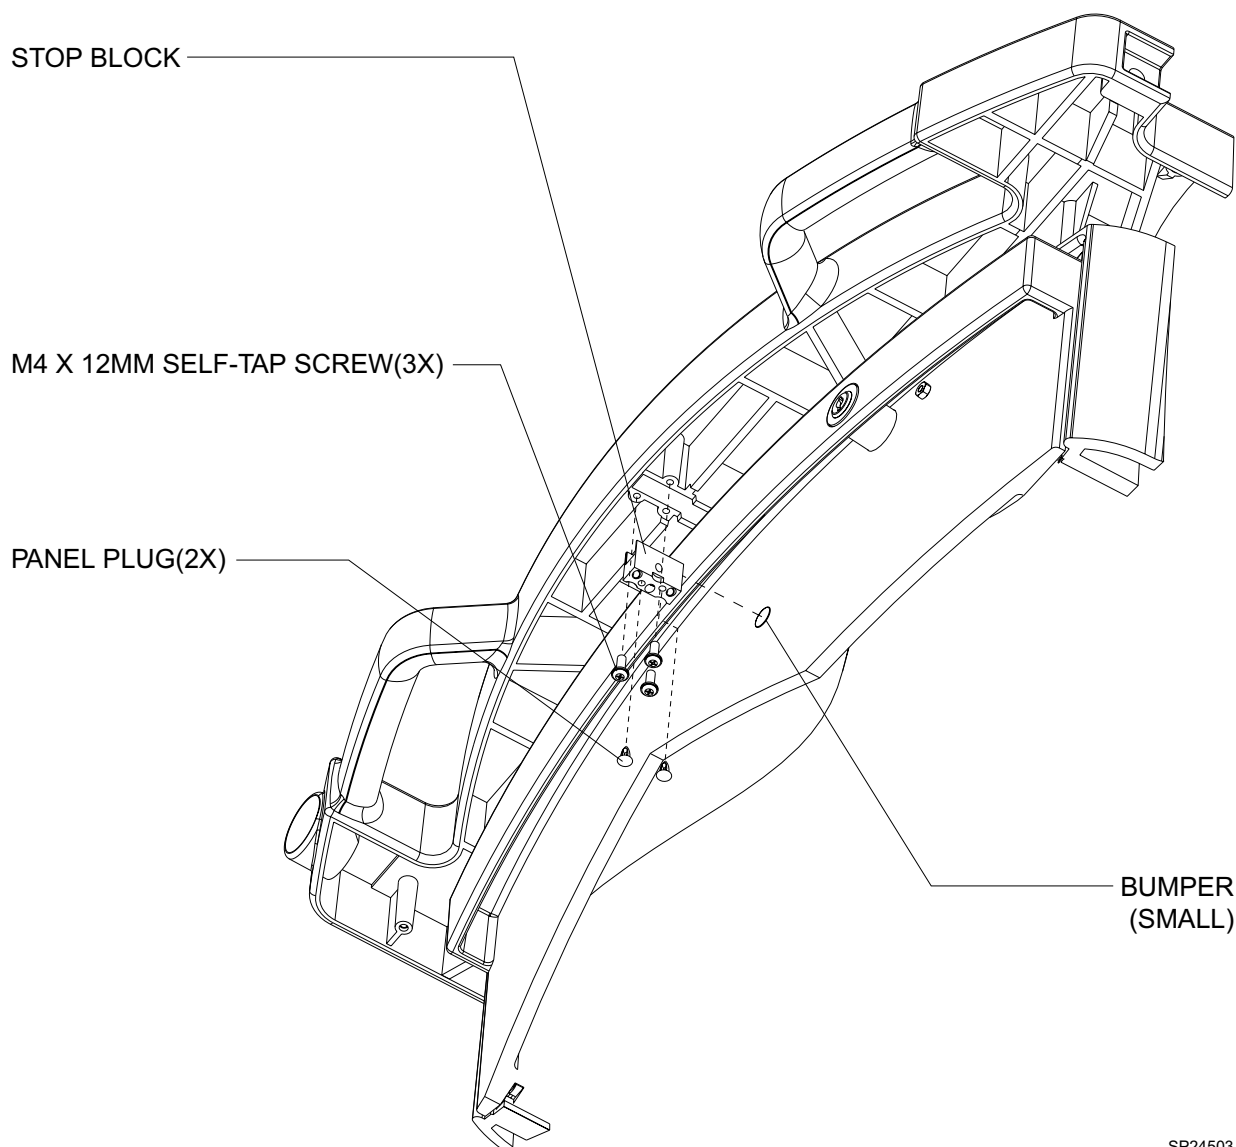 STOP BLOCK
M4 X 12MM SELF-TAP SCREW(3X)
PANEL PLUG(2X)
BUMPER
(SMALL)
SP24503